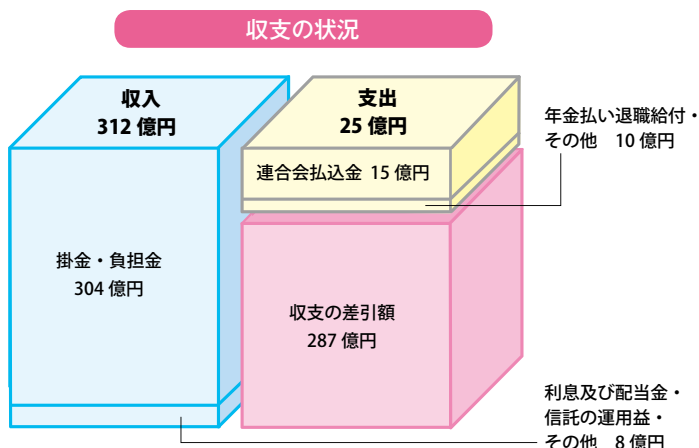 収支の状況
収入
312 億円
支出
25 億円
年金払い退職給付・
その他　10 億円
連合会払込金 15 億円
掛金・負担金
304 億円
収支の差引額
287 億円
利息及び配当金・
信託の運用益・
その他　8 億円